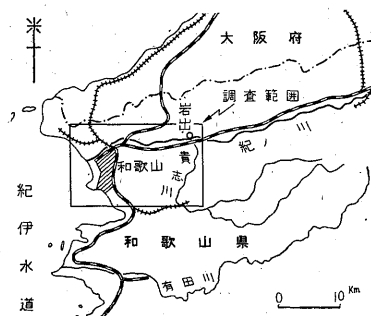 大阪府
調査範囲
岩出
紀ノ川
和歌山
貴志川
紀伊水道
和歌山県
有田川
0 10 Km